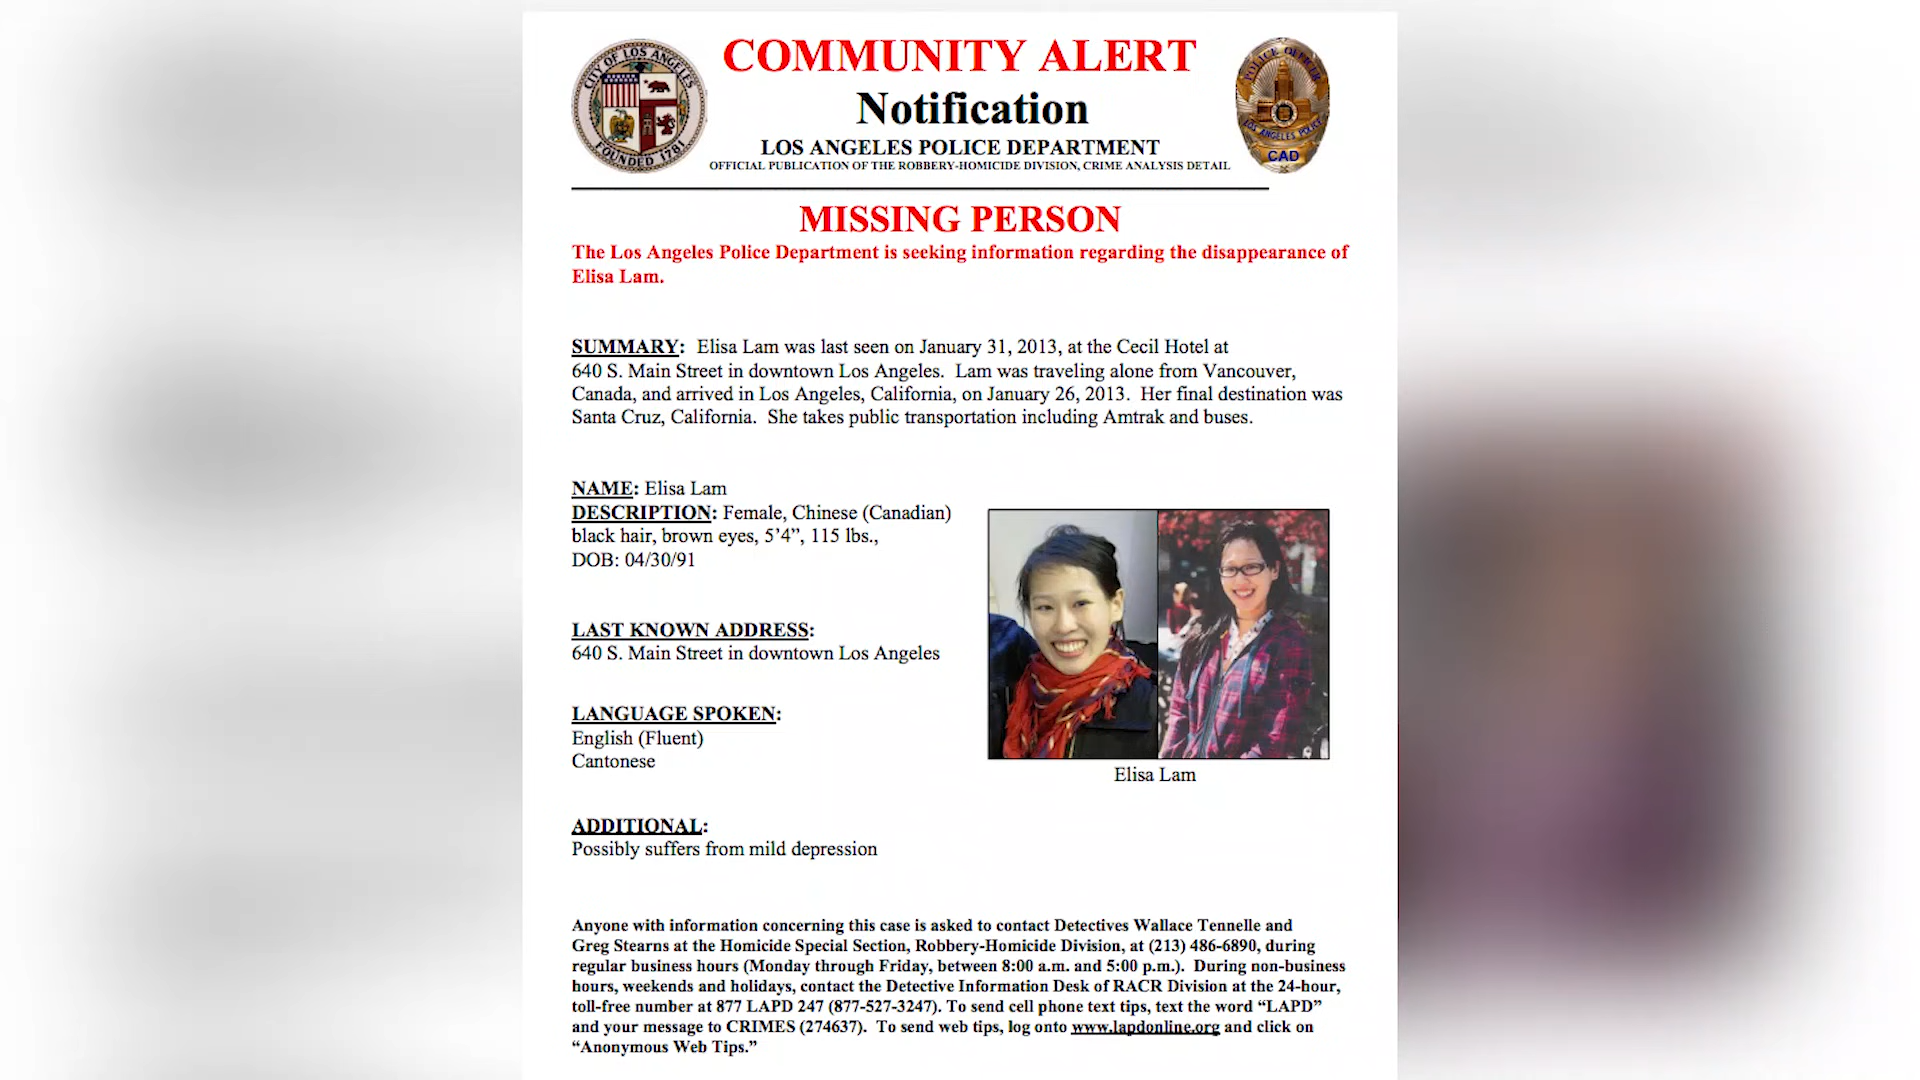 CITY OF LOS ANGELES
FOUNDED 1781
COMMUNITY ALERT
Notification
LOS ANGELES POLICE DEPARTMENT
OFFICIAL PUBLICATION OF THE ROBBERY-HOMICIDE DIVISION, CRIME ANALYSIS DETAIL
POLICE OFFICER
LOS ANGELES POLICE
CAD
MISSING PERSON
The Los Angeles Police Department is seeking information regarding the disappearance of
Elisa Lam.
SUMMARY: Elisa Lam was last seen on January 31, 2013, at the Cecil Hotel at
640 S. Main Street in downtown Los Angeles. Lam was traveling alone from Vancouver,
Canada, and arrived in Los Angeles, California, on January 26, 2013. Her final destination was
Santa Cruz, California. She takes public transportation including Amtrak and buses.
NAME: Elisa Lam
DESCRIPTION: Female, Chinese (Canadian)
black hair, brown eyes, 5’4”, 115 lbs.,
DOB: 04/30/91
LAST KNOWN ADDRESS:
640 S. Main Street in downtown Los Angeles
LANGUAGE SPOKEN:
English (Fluent)
Cantonese
Elisa Lam
ADDITIONAL:
Possibly suffers from mild depression
Anyone with information concerning this case is asked to contact Detectives Wallace Tennelle and
Greg Stearns at the Homicide Special Section, Robbery-Homicide Division, at (213) 486-6890, during
regular business hours (Monday through Friday, between 8:00 a.m. and 5:00 p.m.). During non-business
hours, weekends and holidays, contact the Detective Information Desk of RACR Division at the 24-hour,
toll-free number at 877 LAPD 247 (877-527-3247). To send cell phone text tips, text the word “LAPD”
and your message to CRIMES (274637). To send web tips, log onto www.lapdonline.org and click on
“Anonymous Web Tips.”